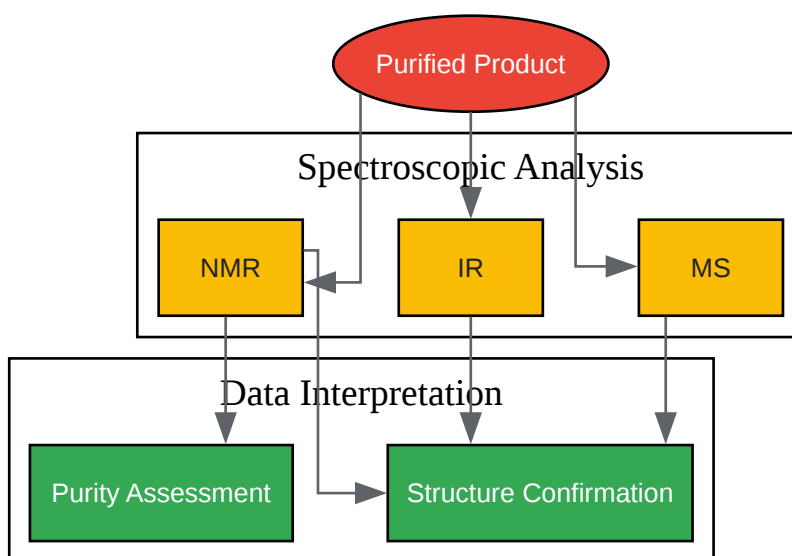 Purified Product
Spectroscopic Analysis
NMR
IR
MS
Data Interpretation
Purity Assessment
Structure Confirmation